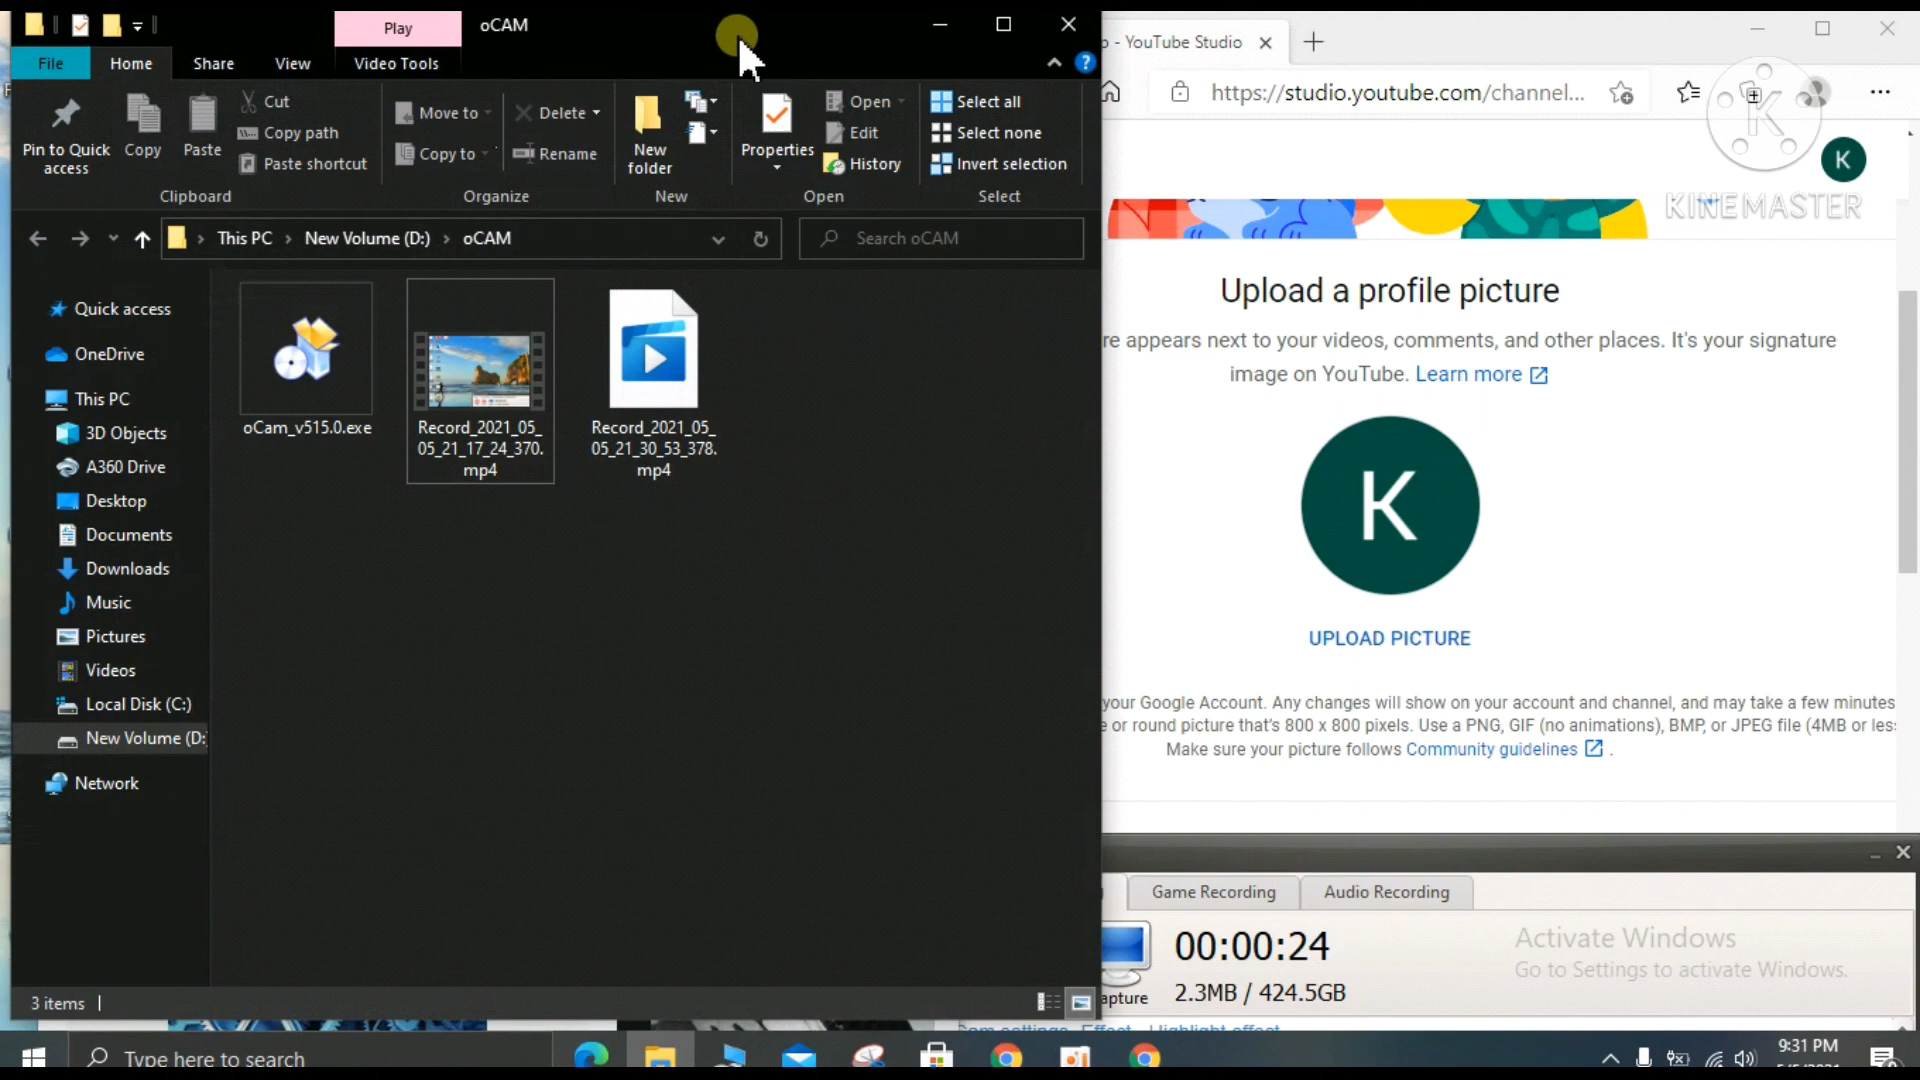 Play
oCAM
File
Home
Share
View
Video Tools
?
Pin to Quick
access
Copy
Paste
Cut
Copy path
Paste shortcut
Clipboard
Move to
Copy to
Delete
Rename
Organize
New
folder
New
Properties
Open
Edit
History
Open
Select all
Select none
Invert selection
Select
This PC
New Volume (D:)
oCAM
Search oCAM
Quick access
OneDrive
This PC
3D Objects
A360 Drive
Desktop
Documents
Downloads
Music
Pictures
Videos
Local Disk (C:)
New Volume (D:
Network
oCam_v515.0.exe
Record_2021_05_
05_21_17_24_370.
mp4
Record_2021_05_
05_21_30_53_378.
mp4
3 items
- YouTube Studio
https://studio.youtube.com/channel...
K
K
KINEMASTER
Upload a profile picture
re appears next to your videos, comments, and other places. It's your signature
image on YouTube. Learn more
K
UPLOAD PICTURE
your Google Account. Any changes will show on your account and channel, and may take a few minutes
e or round picture that's 800 x 800 pixels. Use a PNG, GIF (no animations), BMP, or JPEG file (4MB or les
Make sure your picture follows Community guidelines .
Game Recording
Audio Recording
00:00:24
2.3MB / 424.5GB
apture
Activate Windows
Go to Settings to activate Windows.
Type here to search
9:31 PM